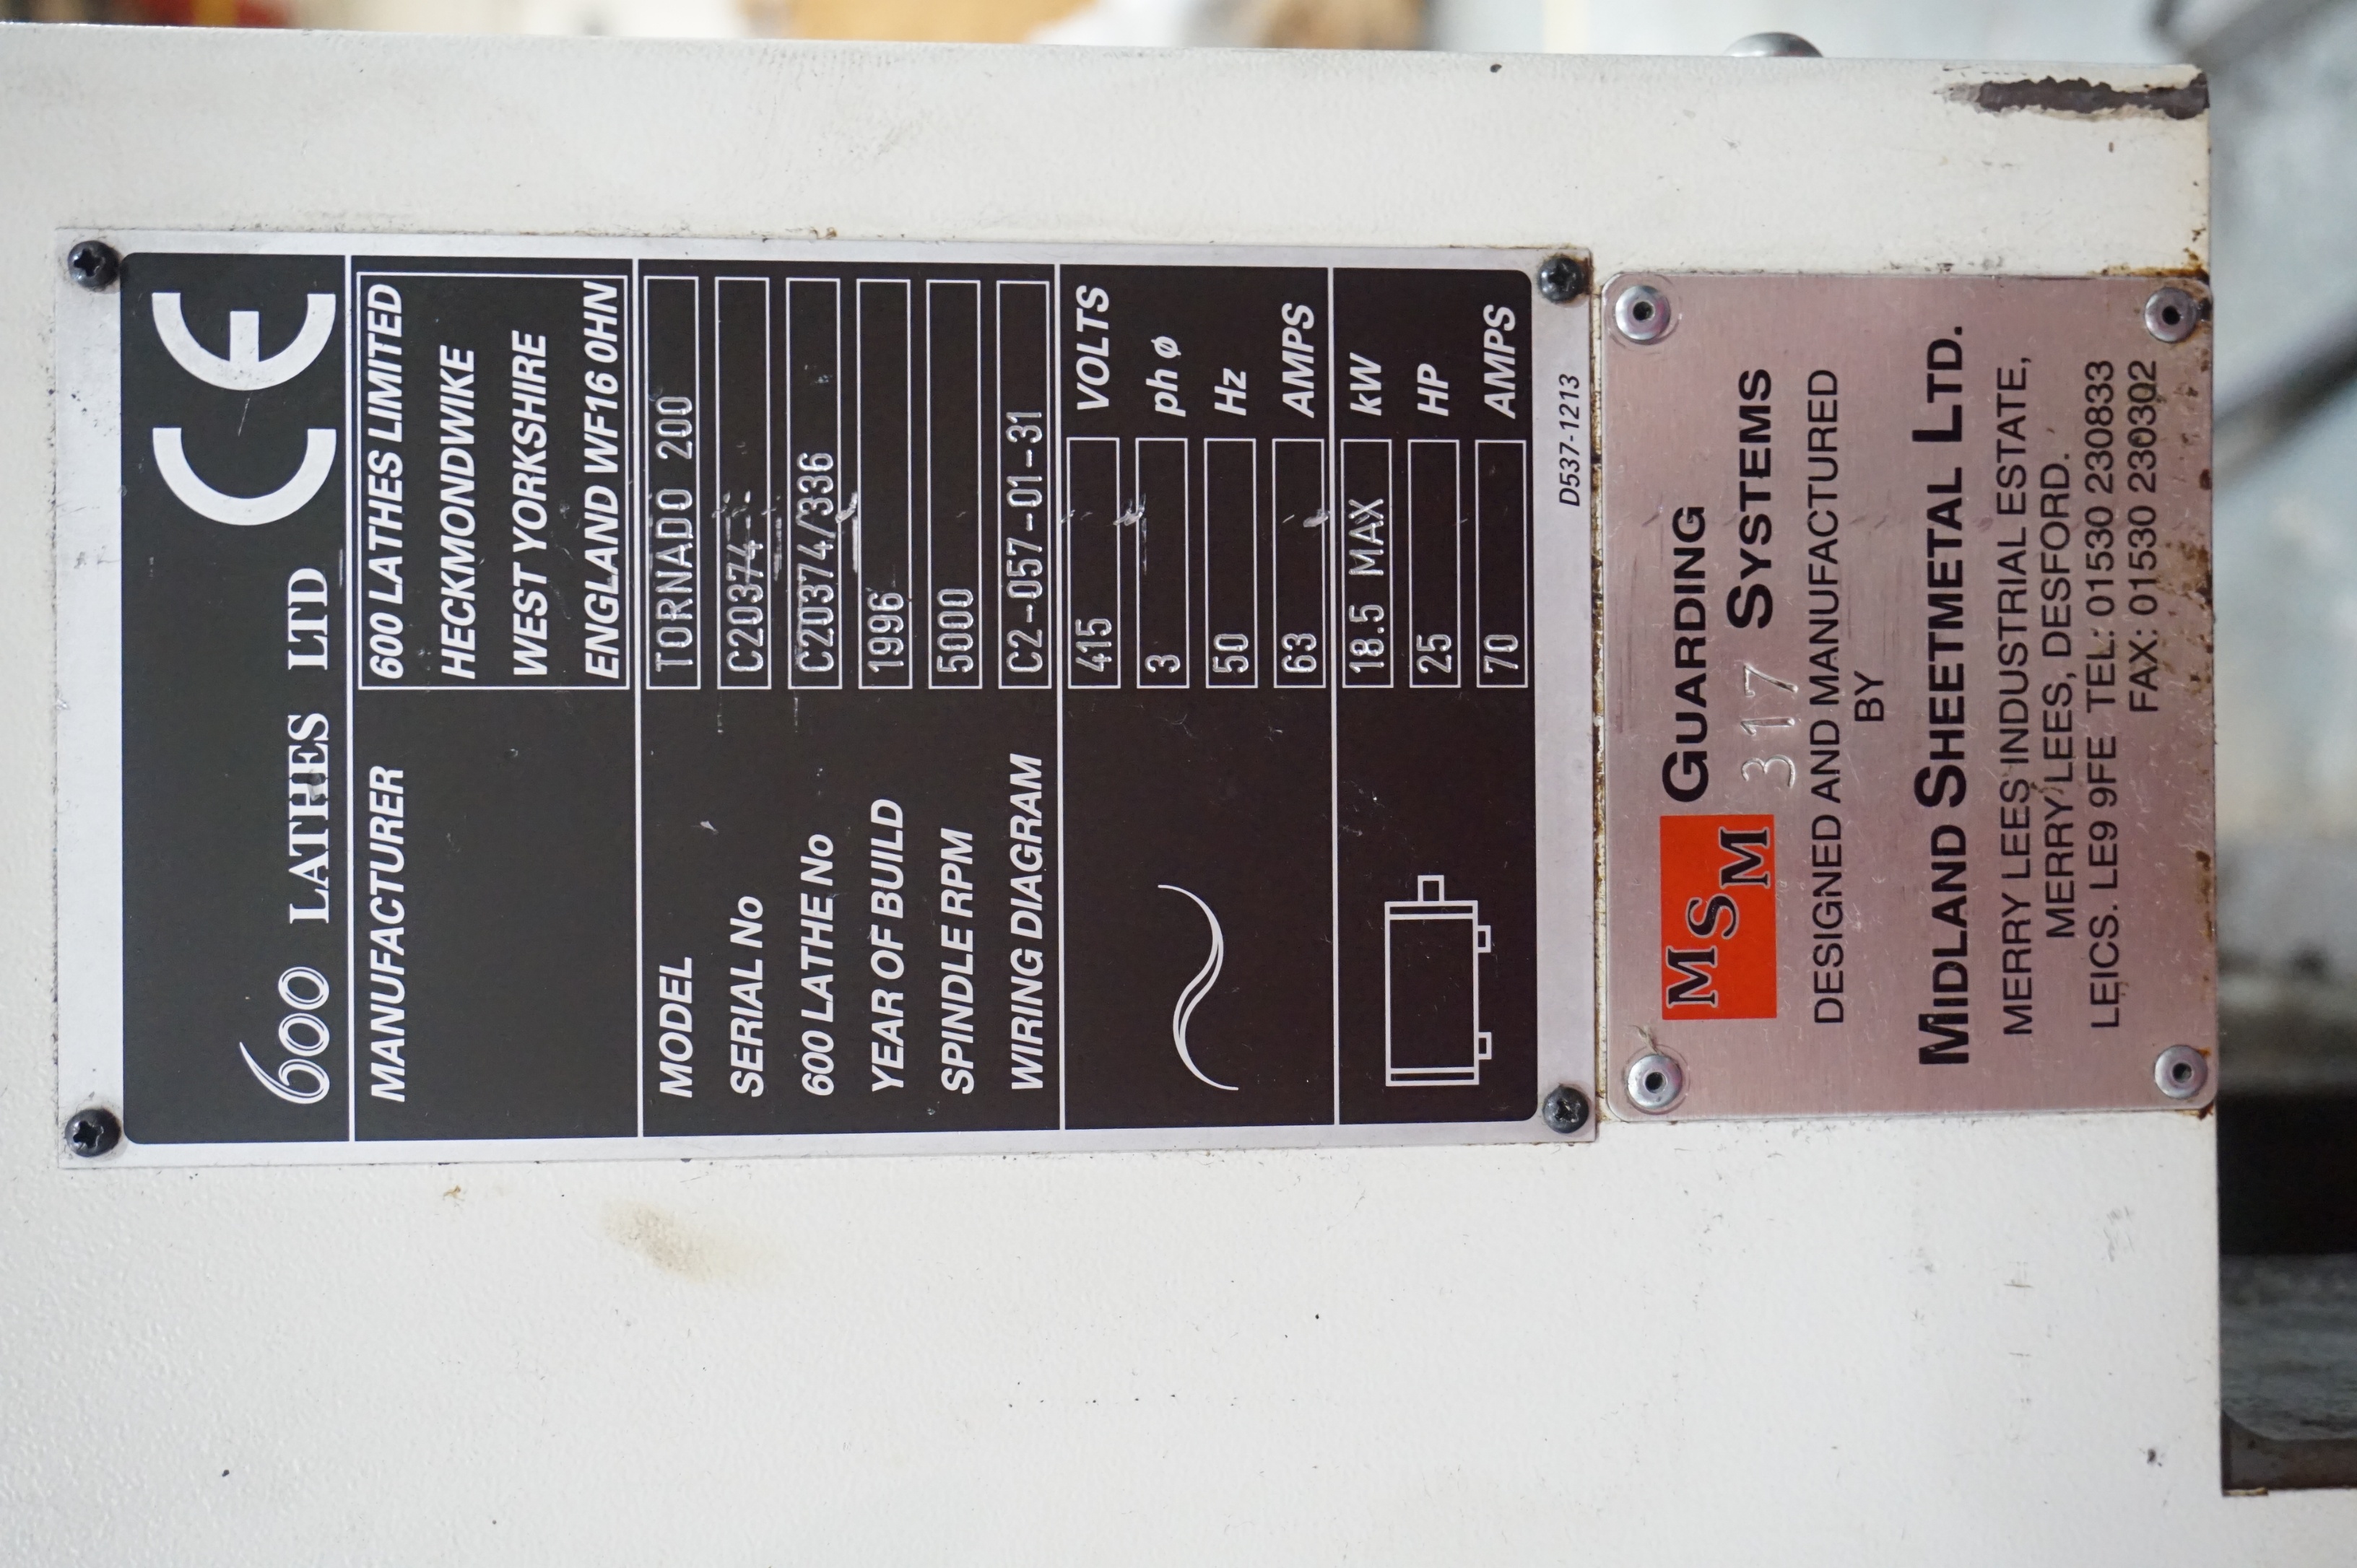 600 LATHES LTD CE
MANUFACTURER 600 LATHES LIMITED
HECKMONDWIKE
WEST YORKSHIRE
ENGLAND WF16 0HN
MODEL TORNADO 200
SERIAL No C20374
600 LATHE No C20374/336
YEAR OF BUILD 1996
SPINDLE RPM 5000
WIRING DIAGRAM C2-057-01-31
415 VOLTS
3 ph ø
50 Hz
63 AMPS
18.5 MAX kW
25 HP
70 AMPS
D537-1213
MSM GUARDING
317 SYSTEMS
DESIGNED AND MANUFACTURED
BY
MIDLAND SHEETMETAL LTD.
MERRY LEES INDUSTRIAL ESTATE,
MERRY LEES, DESFORD.
LEICS. LE9 9FE TEL: 01530 230833
FAX: 01530 230302